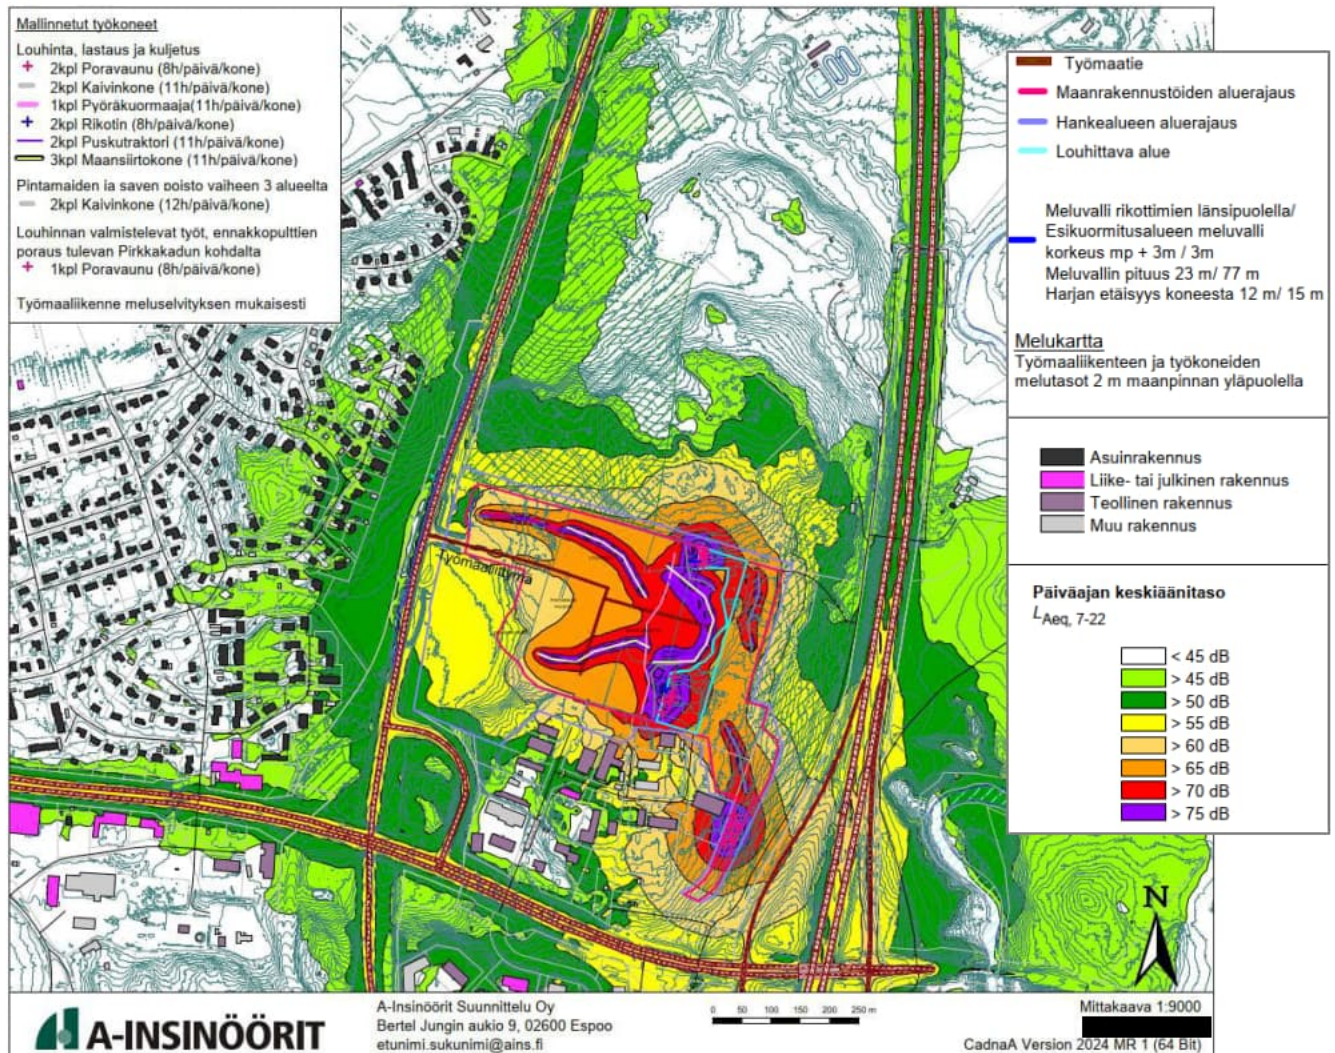 Mallinnetut työkoneet
Louhinta, lastaus ja kuljetus
2kpl Poravaunu (8h/päivä/kone)
2kpl Kaivinkone (11h/päivä/kone)
1kpl Pyöräkuormaaja(11h/päivä/kone)
2kpl Rikotin (8h/päivä/kone)
2kpl Puskutraktori (11h/päivä/kone)
3kpl Maansiirtokone (11h/päivä/kone)
Pintamaiden ja saven poisto vaiheen 3 alueelta
2kpl Kaivinkone (12h/päivä/kone)
Louhinnan valmistelevat työt, ennakkopulttien
poraus tulevan Pirkkakadun kohdalta
1kpl Poravaunu (8h/päivä/kone)
Työmaaliikenne meluselvityksen mukaisesti
Työmaatie
Maanrakennustöiden aluerajaus
Hankealueen aluerajaus
Louhittava alue
Meluvalli rikottimien länsipuolella/
Esikuormitusalueen meluvalli
korkeus mp + 3m / 3m
Meluvallin pituus 23 m/ 77 m
Harjan etäisyys koneesta 12 m/ 15 m
Melukartta
Työmaaliikenteen ja työkoneiden
melutasot 2 m maanpinnan yläpuolella
Asuinrakennus
Liike- tai julkinen rakennus
Teollinen rakennus
Muu rakennus
Päiväajan keskiäänitaso
LAeq, 7-22
< 45 dB
> 45 dB
> 50 dB
> 55 dB
> 60 dB
> 65 dB
> 70 dB
> 75 dB
Työmaaliittymä
N
A-INSINÖÖRIT
A-Insinöörit Suunnittelu Oy
Bertel Jungin aukio 9, 02600 Espoo
etunimi.sukunimi@ains.fi
0 50 100 150 200 250 m
Mittakaava 1:9000
CadnaA Version 2024 MR 1 (64 Bit)